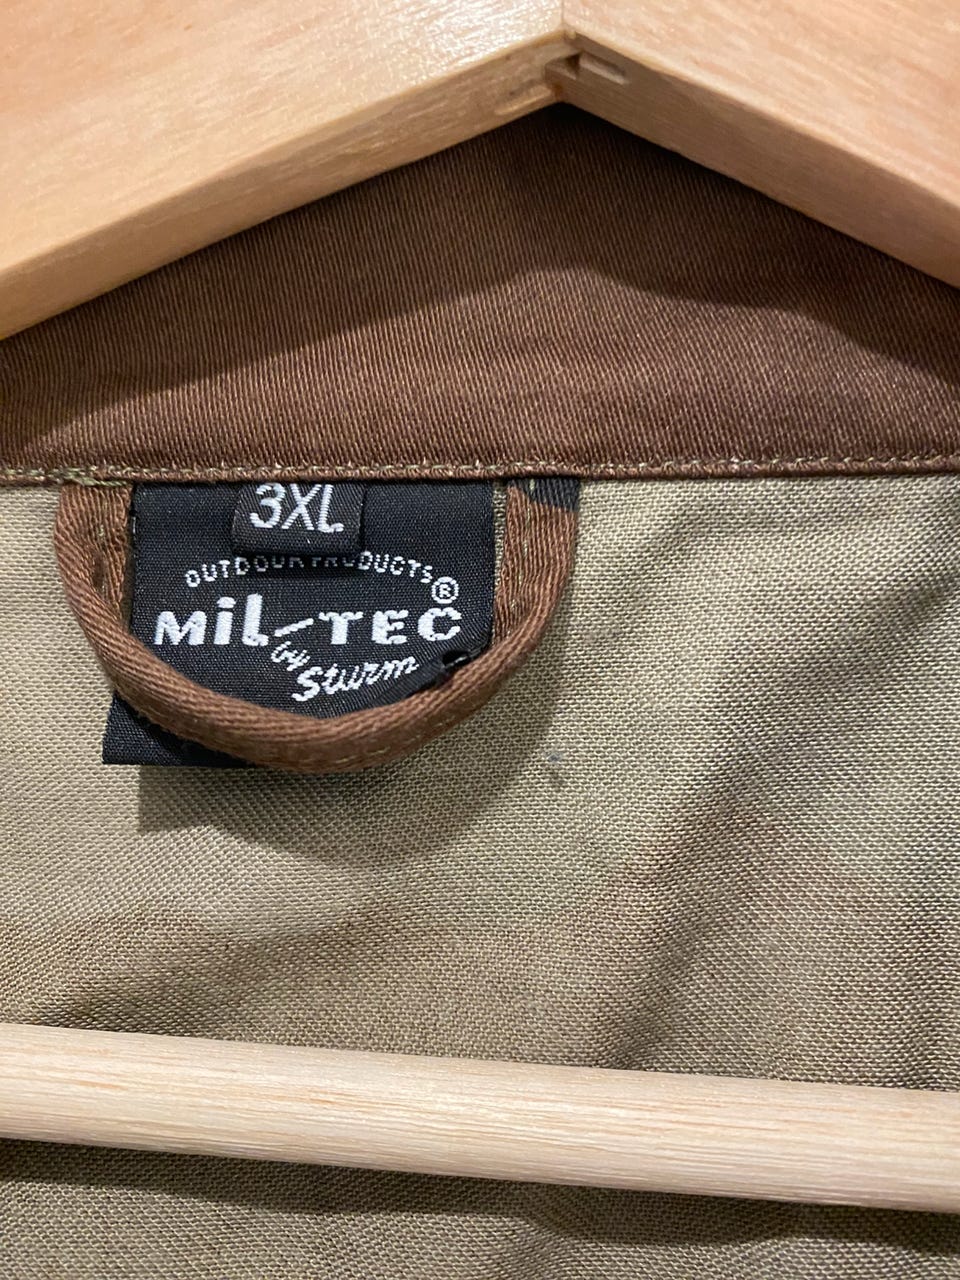 3XL
OUTDOOR PRODUCTS
MiL-TEC®
by
Sturm